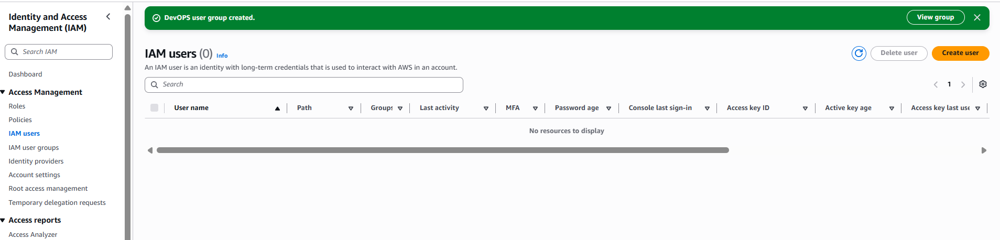 Identity and Access
Management (IAM)
Search IAM
Dashboard
Access Management
Roles
Policies
IAM users
IAM user groups
Identity providers
Account settings
Root access management
Temporary delegation requests
Access reports
Access Analyzer
DevOPS user group created.
View group
IAM users (0) Info
Delete user
Create user
An IAM user is an identity with long-term credentials that is used to interact with AWS in an account.
Search
1
User name Path Groups Last activity MFA Password age Console last sign-in Access key ID Active key age Access key last use
No resources to display